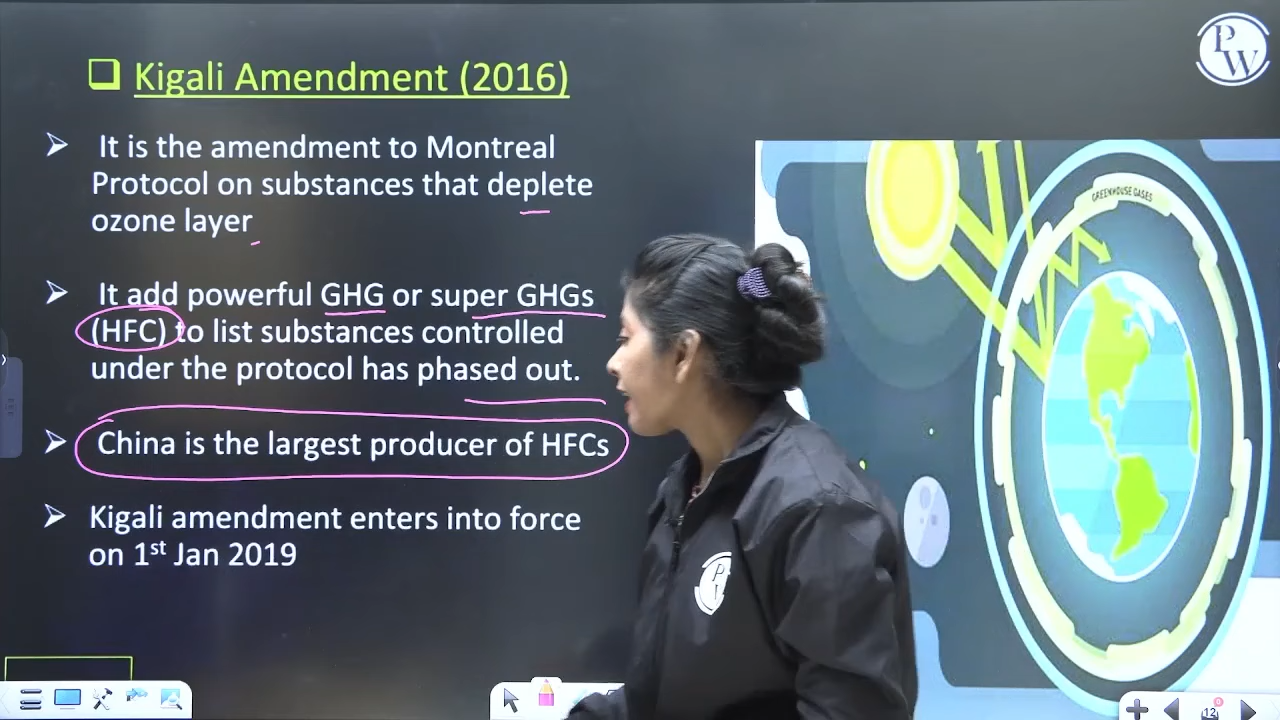 Kigali Amendment (2016)
It is the amendment to Montreal
Protocol on substances that deplete
ozone layer
It add powerful GHG or super GHGs
(HFC) to list substances controlled
under the protocol has phased out.
China is the largest producer of HFCs
Kigali amendment enters into force
on 1st Jan 2019
PW
GREENHOUSE GASES
P
W
12